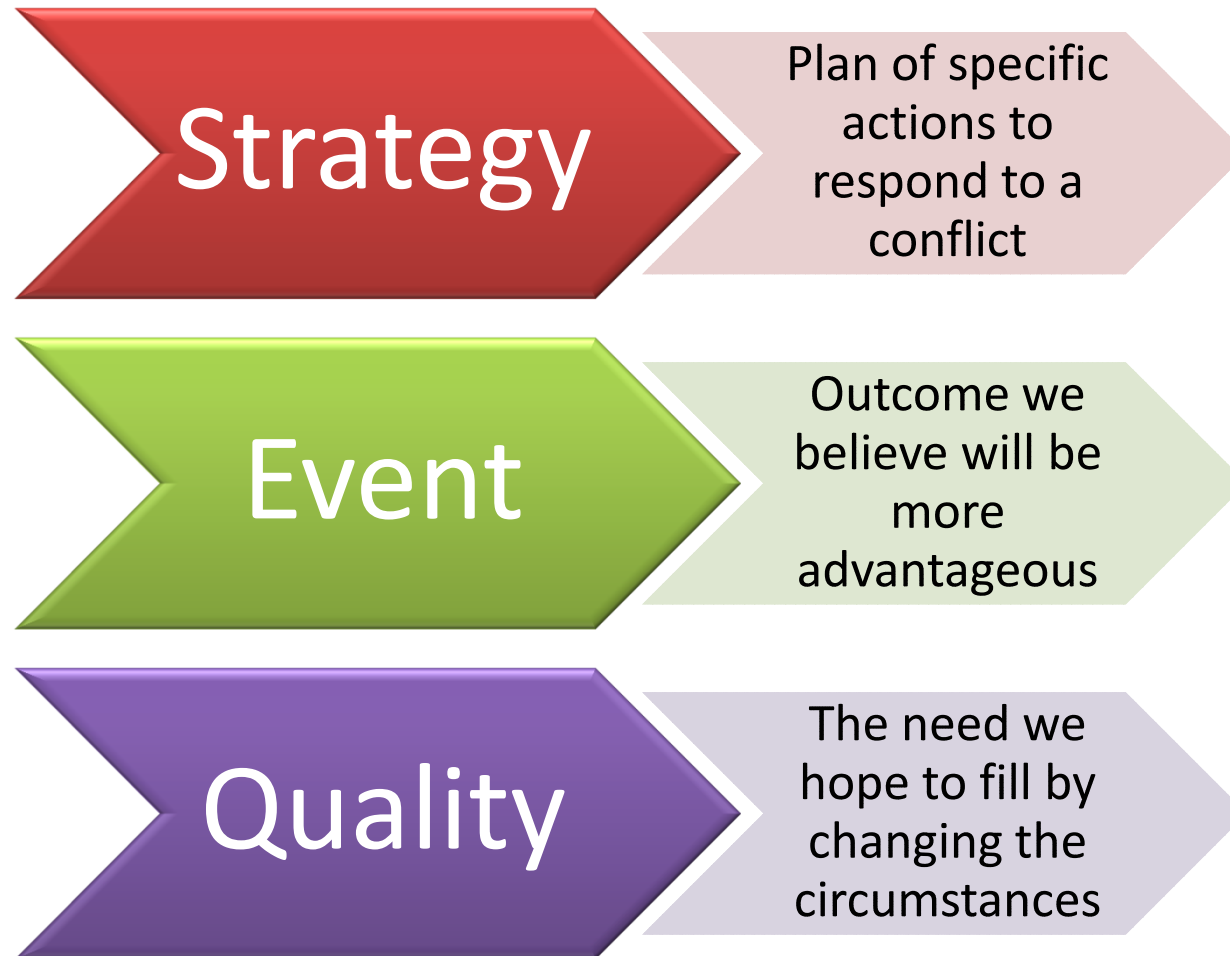 Strategy
Plan of specific
actions to
respond to a
conflict
Event
Outcome we
believe will be
more
advantageous
Quality
The need we
hope to fill by
changing the
circumstances